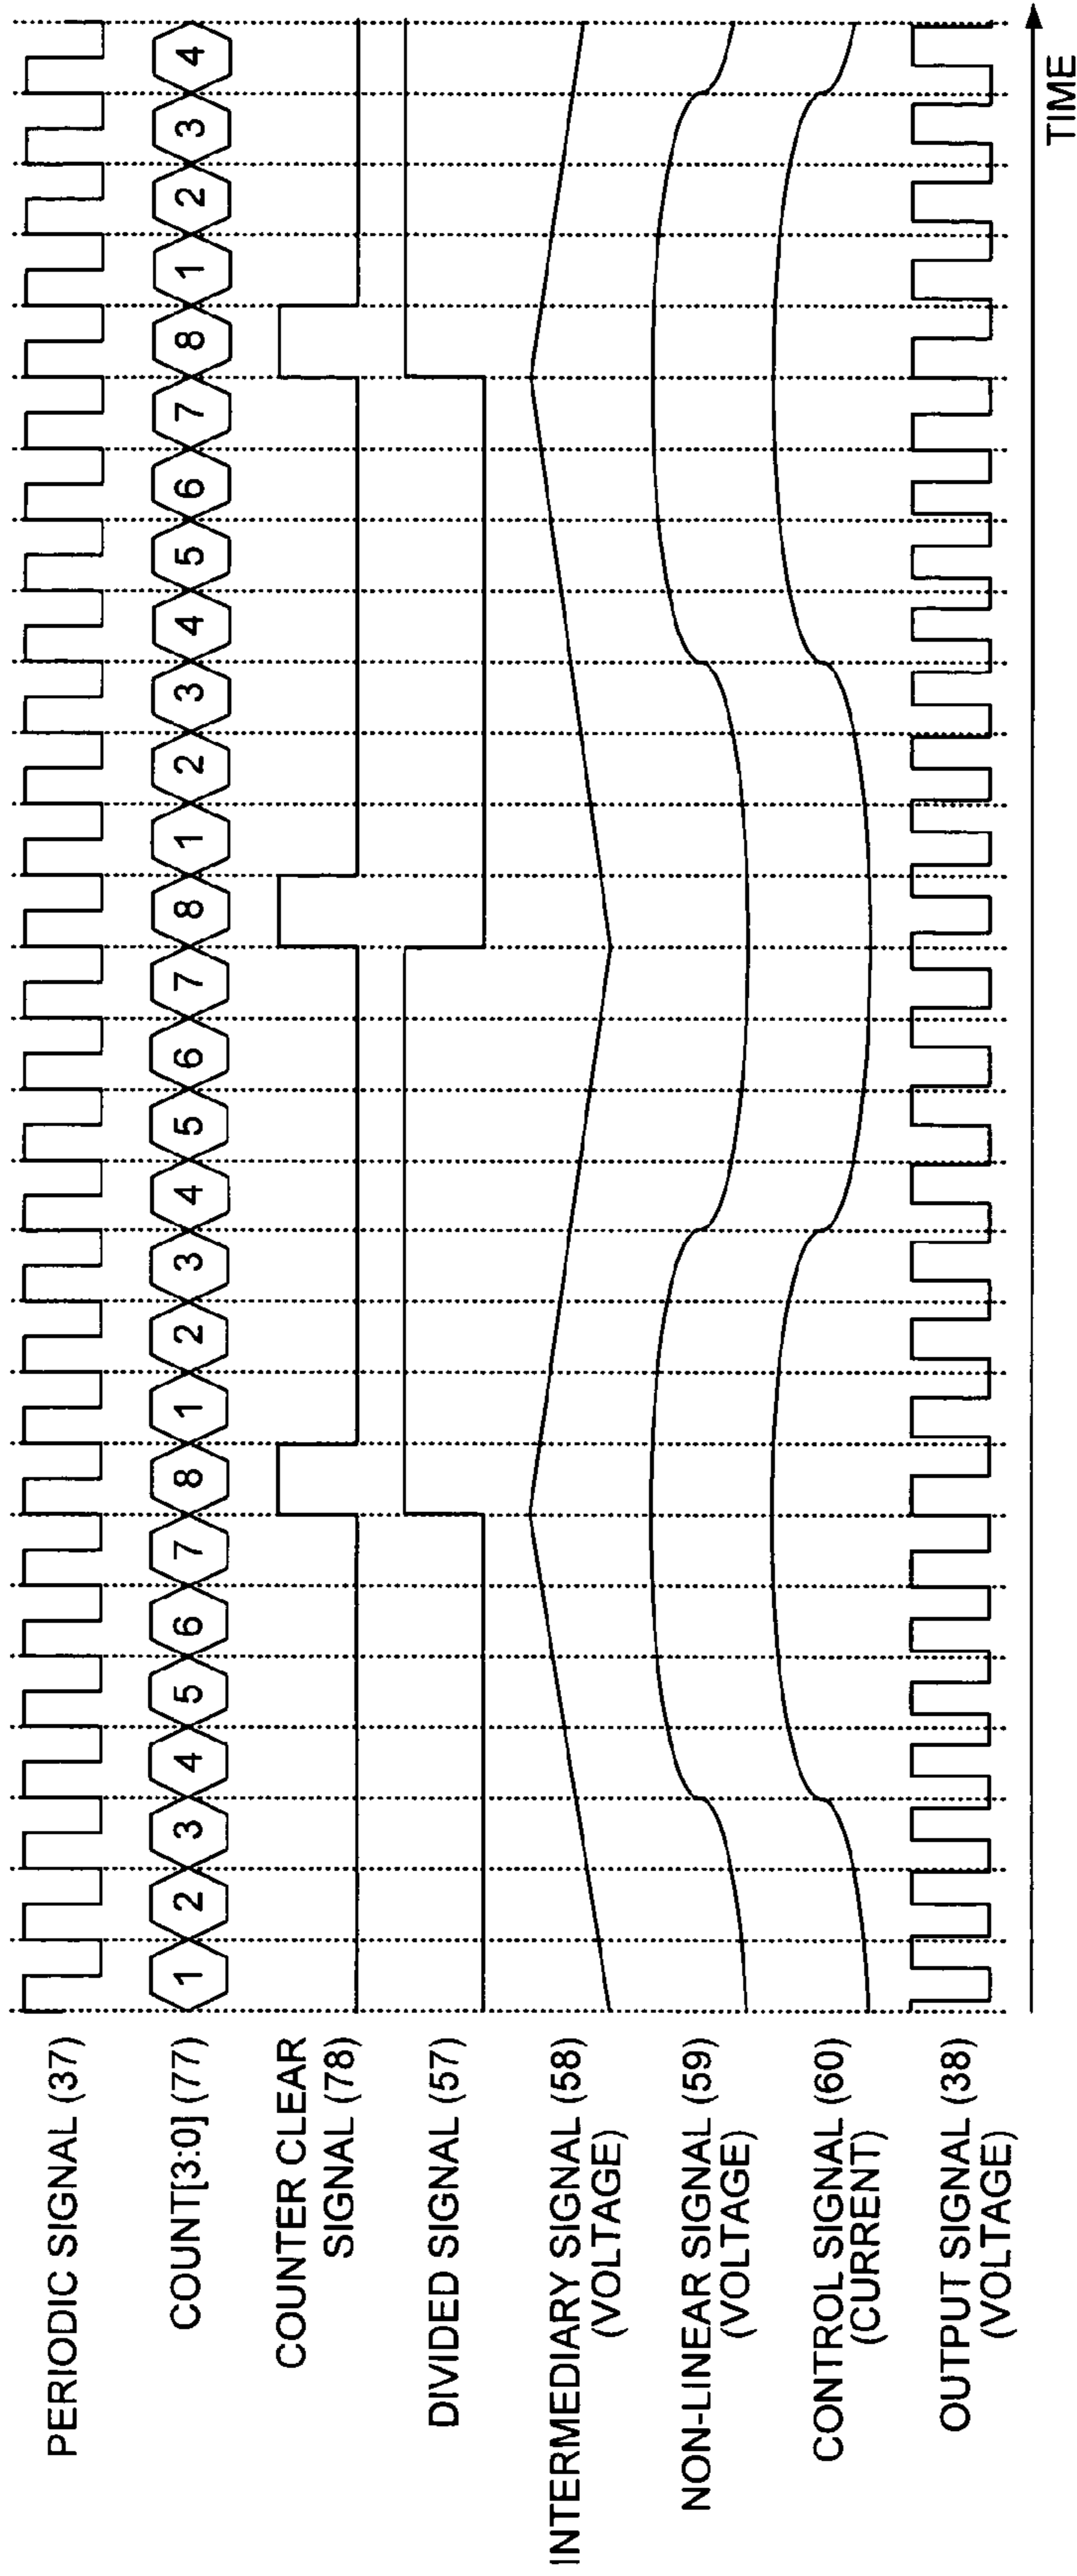 PERIODIC SIGNAL (37)
COUNT[3:0] (77)
1 2 3 4 5 6 7 8 1 2 3 4 5 6 7 8 1 2 3 4 5 6 7 8 1 2 3 4
COUNTER CLEAR
SIGNAL (78)
DIVIDED SIGNAL (57)
INTERMEDIARY SIGNAL (58)
(VOLTAGE)
NON-LINEAR SIGNAL (59)
(VOLTAGE)
CONTROL SIGNAL (60)
(CURRENT)
OUTPUT SIGNAL (38)
(VOLTAGE)
TIME